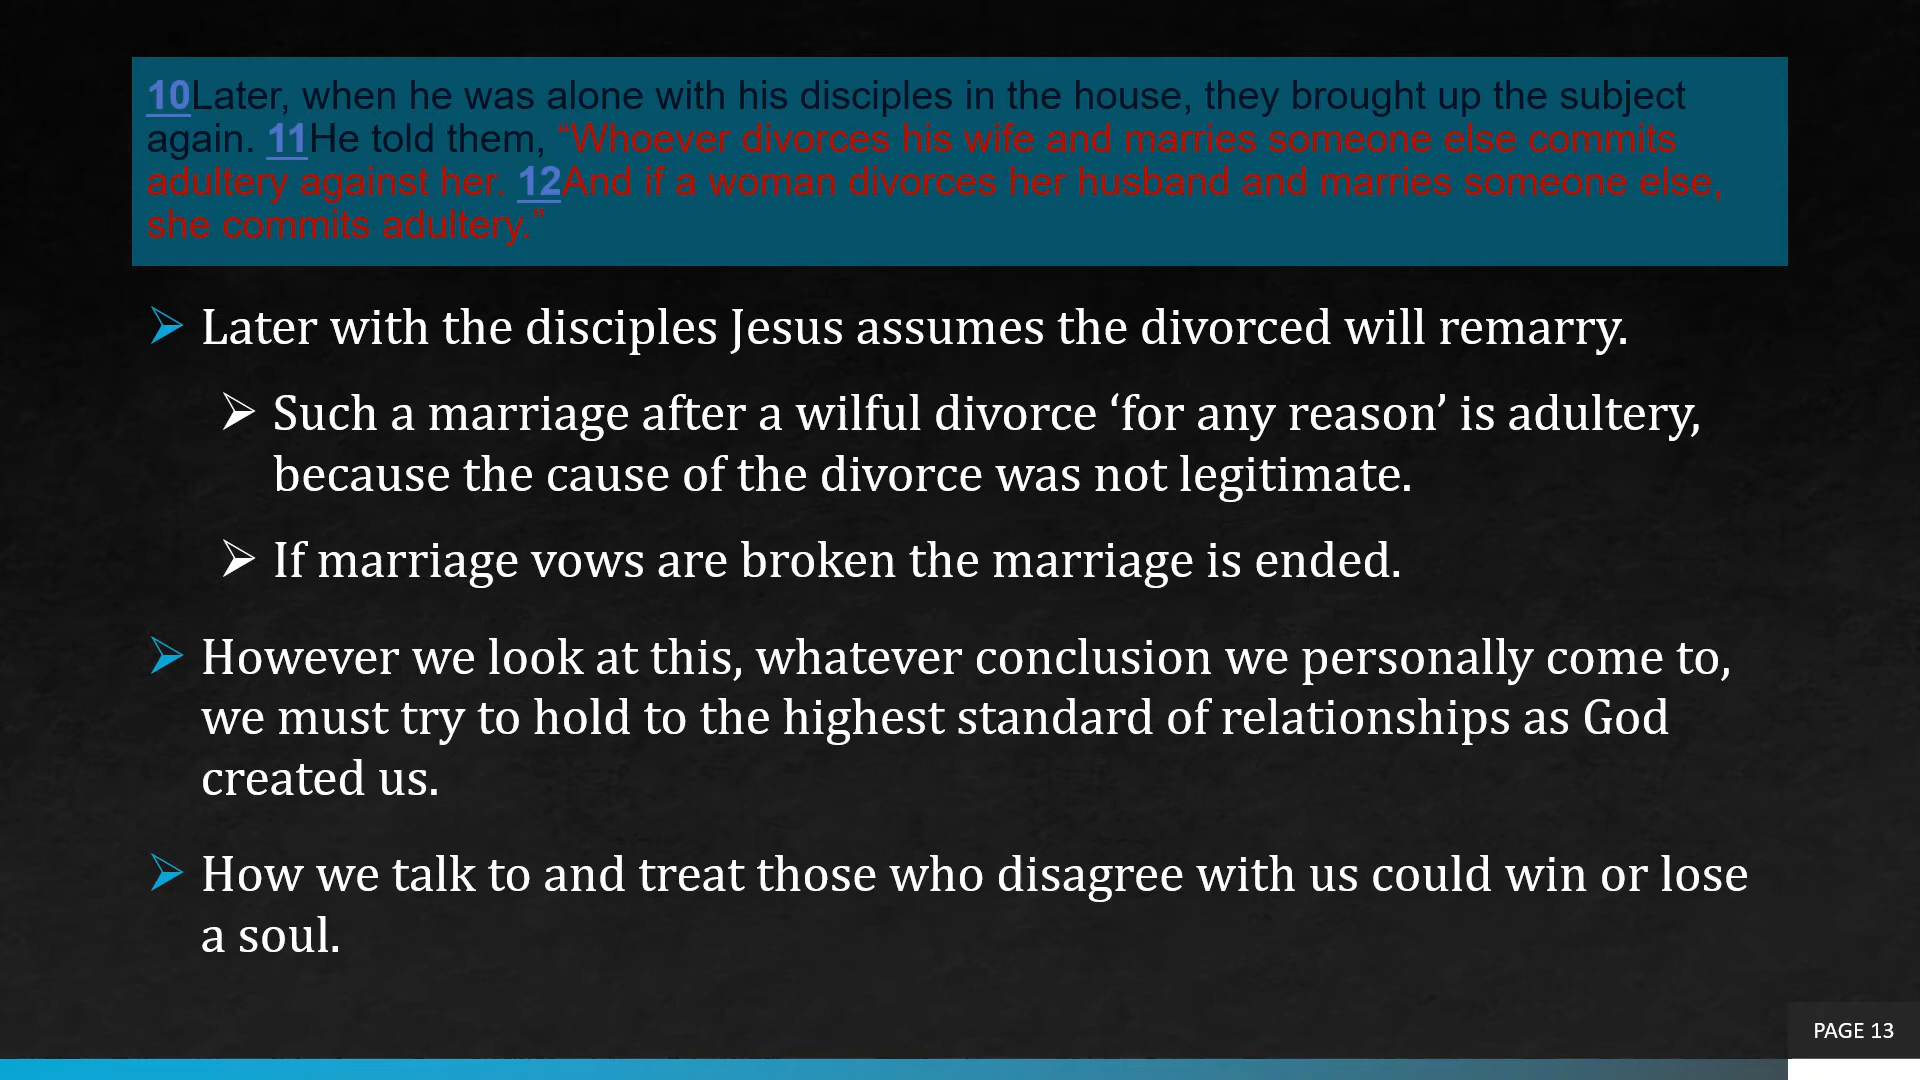 10Later, when he was alone with his disciples in the house, they brought up the subject
again. 11He told them, “Whoever divorces his wife and marries someone else commits
adultery against her. 12And if a woman divorces her husband and marries someone else,
she commits adultery.”
➢ Later with the disciples Jesus assumes the divorced will remarry.
➢ Such a marriage after a wilful divorce ‘for any reason’ is adultery,
because the cause of the divorce was not legitimate.
➢ If marriage vows are broken the marriage is ended.
➢ However we look at this, whatever conclusion we personally come to,
we must try to hold to the highest standard of relationships as God
created us.
➢ How we talk to and treat those who disagree with us could win or lose
a soul.
PAGE 13